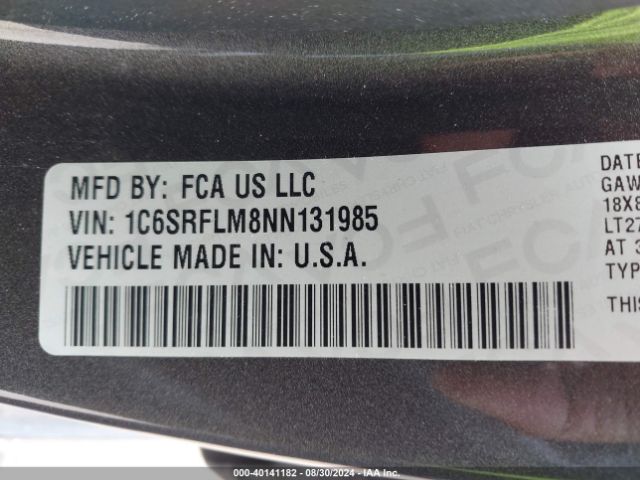 MFD BY: FCA US LLC
VIN: 1C6SRFLM8NN131985
VEHICLE MADE IN: U.S.A.
DATE
GAW
18X8
LT27
AT 3
TYP
THIS
000-40141182 - 08/30/2024 - IAA Inc.